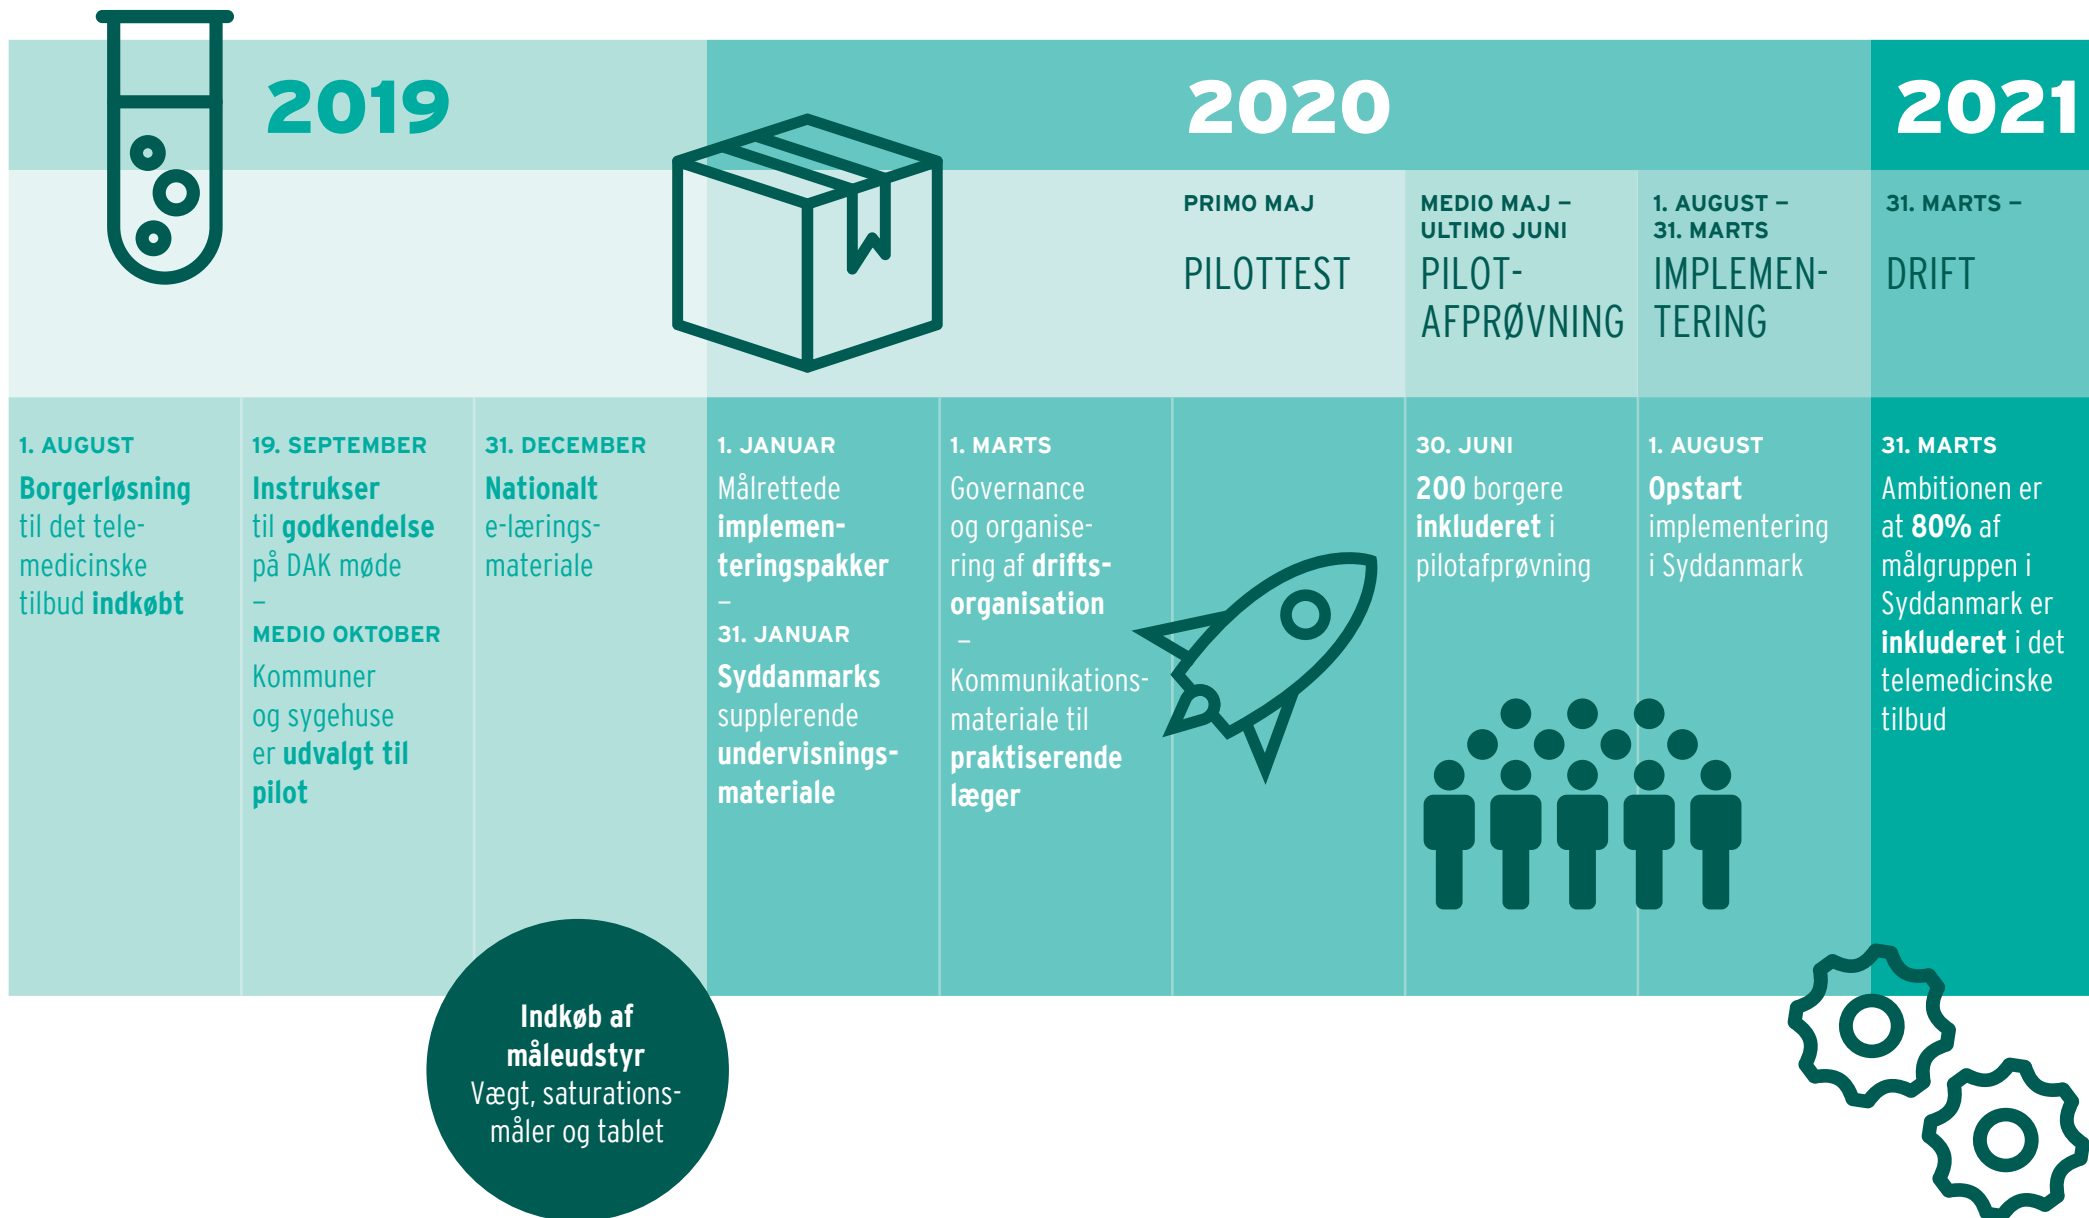 2019
2020
2021
PRIMO MAJ
PILOTTEST
MEDIO MAJ –
ULTIMO JUNI
PILOT-
AFPRØVNING
1. AUGUST –
31. MARTS
IMPLEMEN-
TERING
31. MARTS –
DRIFT
1. AUGUST
Borgerløsning
til det tele-
medicinske
tilbud indkøbt
19. SEPTEMBER
Instrukser
til godkendelse
på DAK møde
–
MEDIO OKTOBER
Kommuner
og sygehuse
er udvalgt til
pilot
31. DECEMBER
Nationalt
e-lærings-
materiale
1. JANUAR
Målrettede
implemen-
teringspakker
–
31. JANUAR
Syddanmarks
supplerende
undervisnings-
materiale
1. MARTS
Governance
og organise-
ring af drifts-
organisation
–
Kommunikations-
materiale til
praktiserende
læger
30. JUNI
200 borgere
inkluderet i
pilotafprøvning
1. AUGUST
Opstart
implementering
i Syddanmark
31. MARTS
Ambitionen er
at 80% af
målgruppen i
Syddanmark er
inkluderet i det
telemedicinske
tilbud
Indkøb af
måleudstyr
Vægt, saturations-
måler og tablet